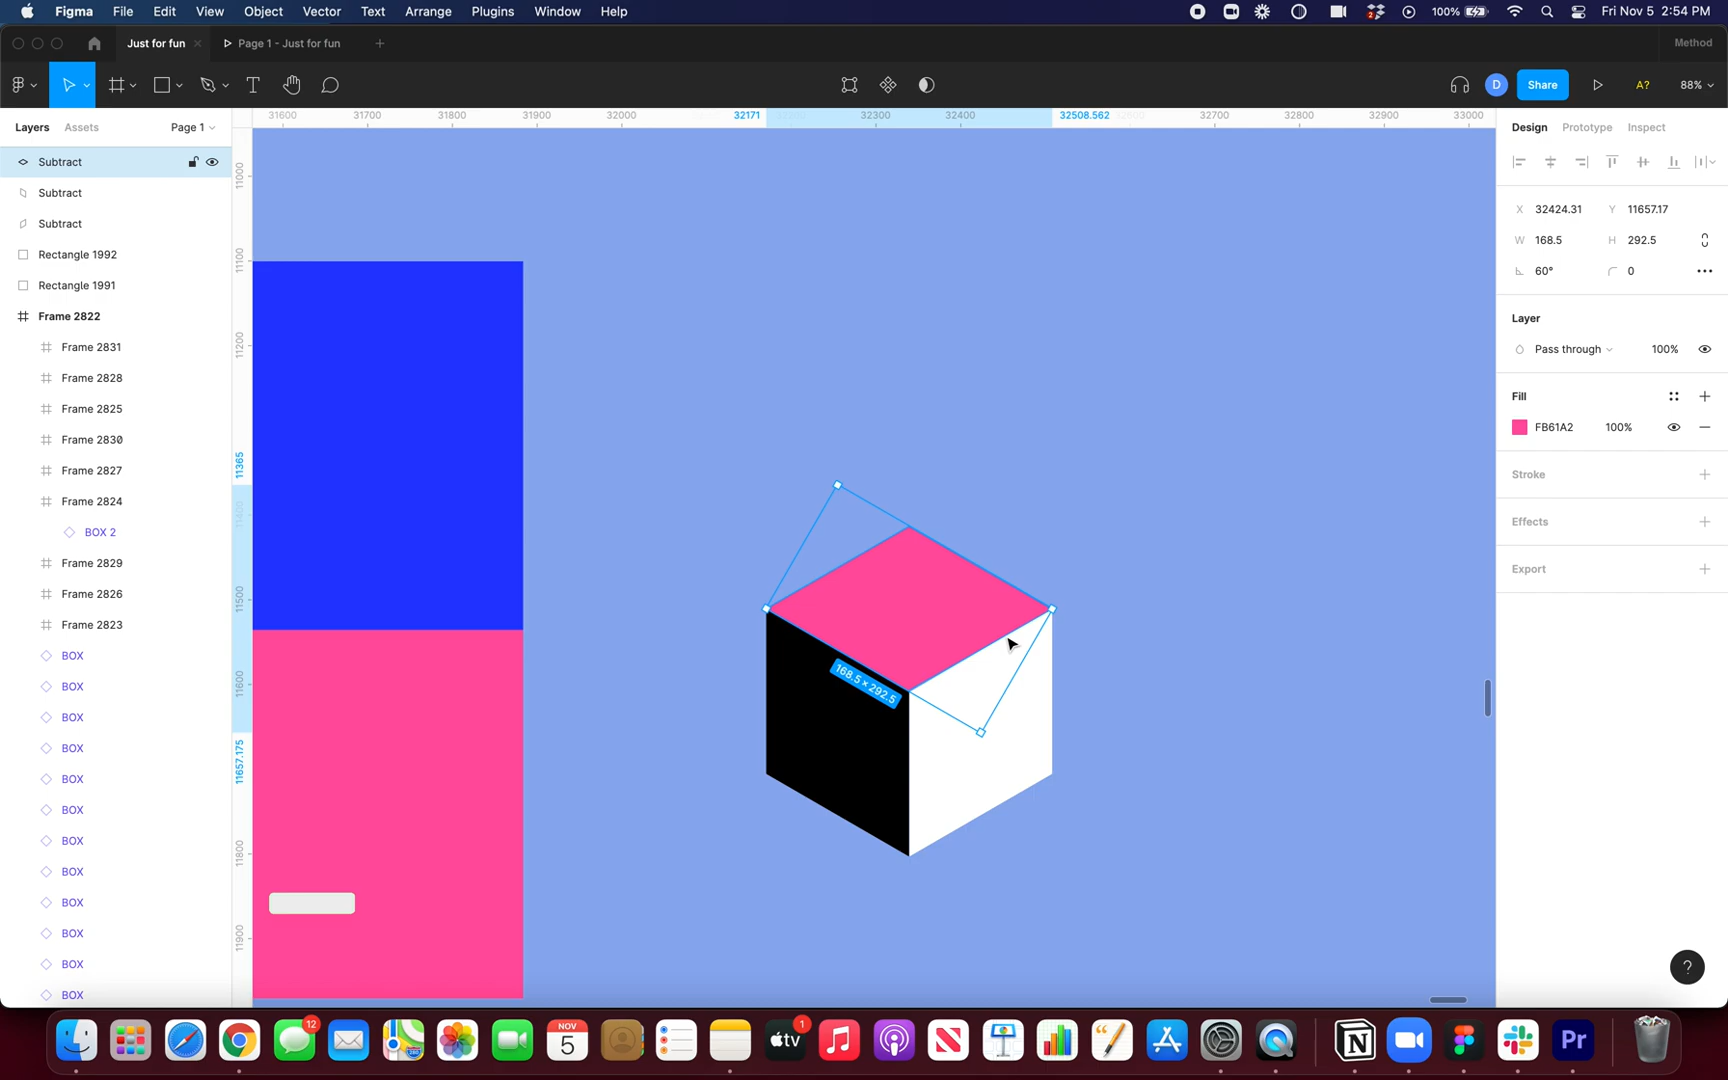 Figma File Edit View Object Vector Text Arrange Plugins Window Help 2 100% Fri Nov 5 2:54 PM
Just for fun Page 1 - Just for fun Method
D Share A? 88%
Layers Assets Page 1
Subtract
Subtract
Subtract
Rectangle 1992
Rectangle 1991
Frame 2822
Frame 2831
Frame 2828
Frame 2825
Frame 2830
Frame 2827
Frame 2824
BOX 2
Frame 2829
Frame 2826
Frame 2823
BOX
BOX
BOX
BOX
BOX
BOX
BOX
BOX
BOX
BOX
BOX
BOX
31600 31700 31800 31900 32000 32171 32300 32400 32508.562 32700 32800 32900 33000
11000
11100
11200
11365
11400
11500
11600
11657.175
11800
11900
168.5 × 292.5
Design Prototype Inspect
X 32424.31 Y 11657.17
W 168.5 H 292.5
60° 0
Layer
Pass through 100%
Fill
FB61A2 100%
Stroke
Effects
Export
?
12 NOV 5 tv 1 N Pr